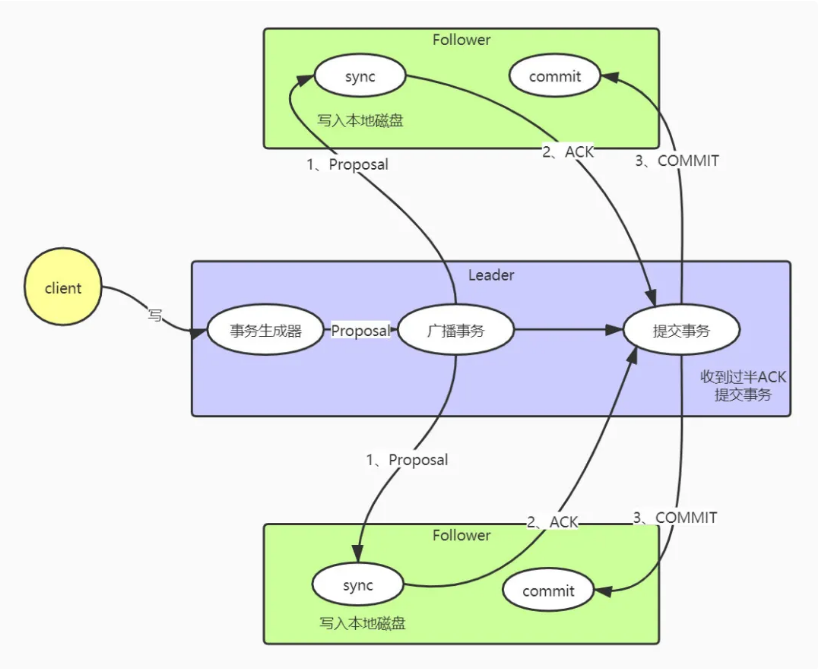 Follower
sync
commit
写入本地磁盘
1、Proposal
2、ACK
3、COMMIT
Leader
client
写
事务生成器
Proposal
广播事务
提交事务
收到过半ACK
提交事务
1、Proposal
2、ACK
3、COMMIT
Follower
sync
commit
写入本地磁盘